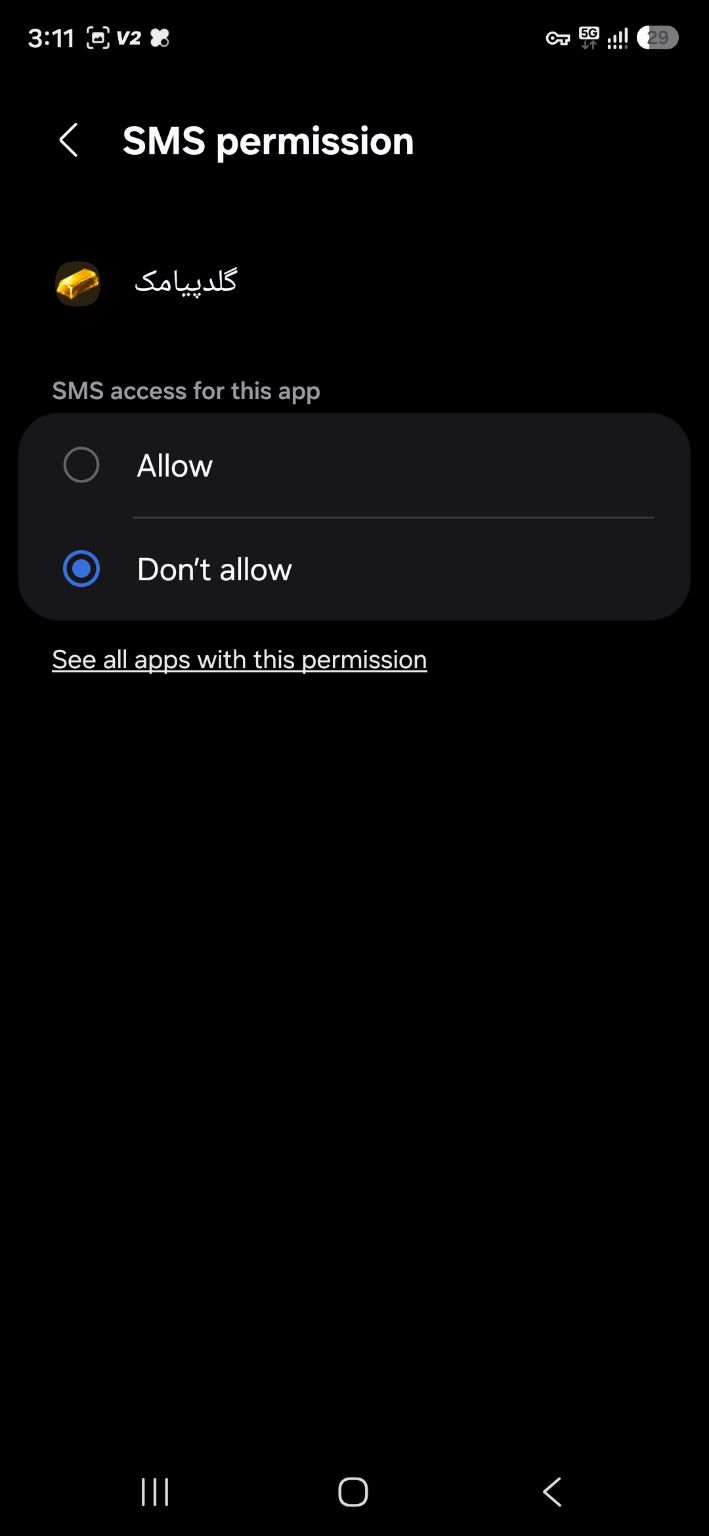 3:11 V2 5G 29
SMS permission
گلدپیامک
SMS access for this app
Allow
Don't allow
See all apps with this permission